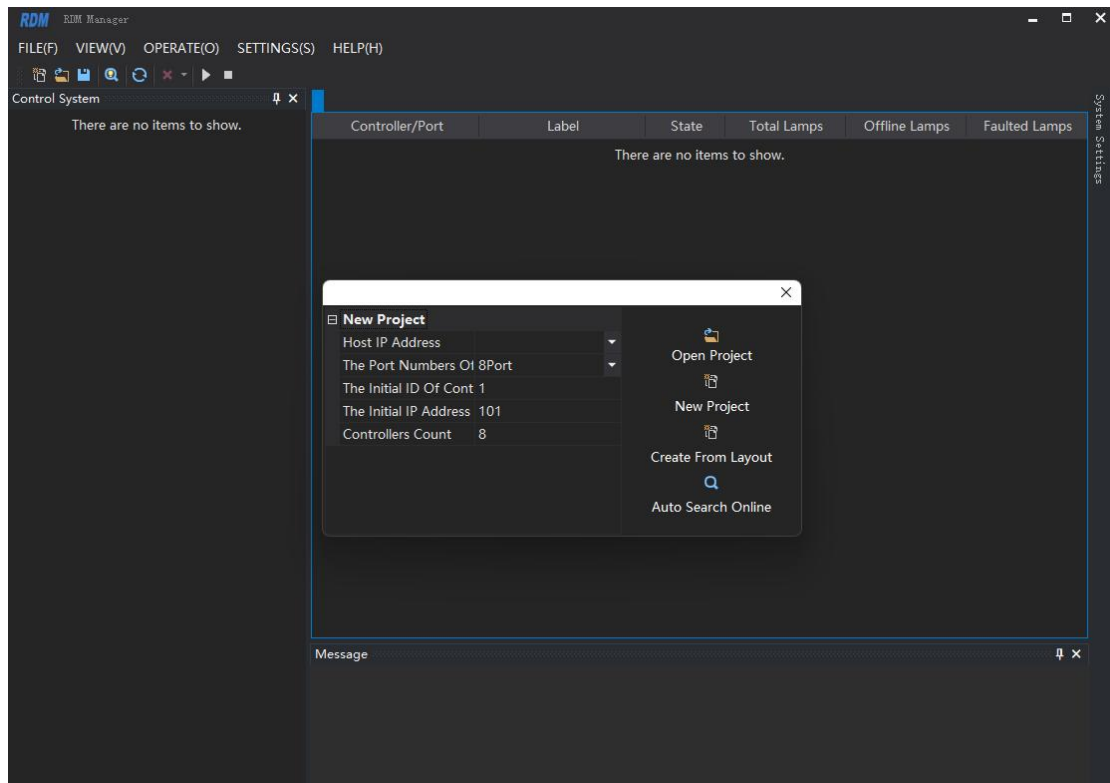 RDM RDM Manager
FILE(F) VIEW(V) OPERATE(O) SETTINGS(S) HELP(H)
Control System
There are no items to show.
Controller/Port Label State Total Lamps Offline Lamps Faulted Lamps
There are no items to show.
System Settings
New Project
Host IP Address
The Port Numbers Of 8Port
The Initial ID Of Cont 1
The Initial IP Address 101
Controllers Count 8
Open Project
New Project
Create From Layout
Auto Search Online
Message